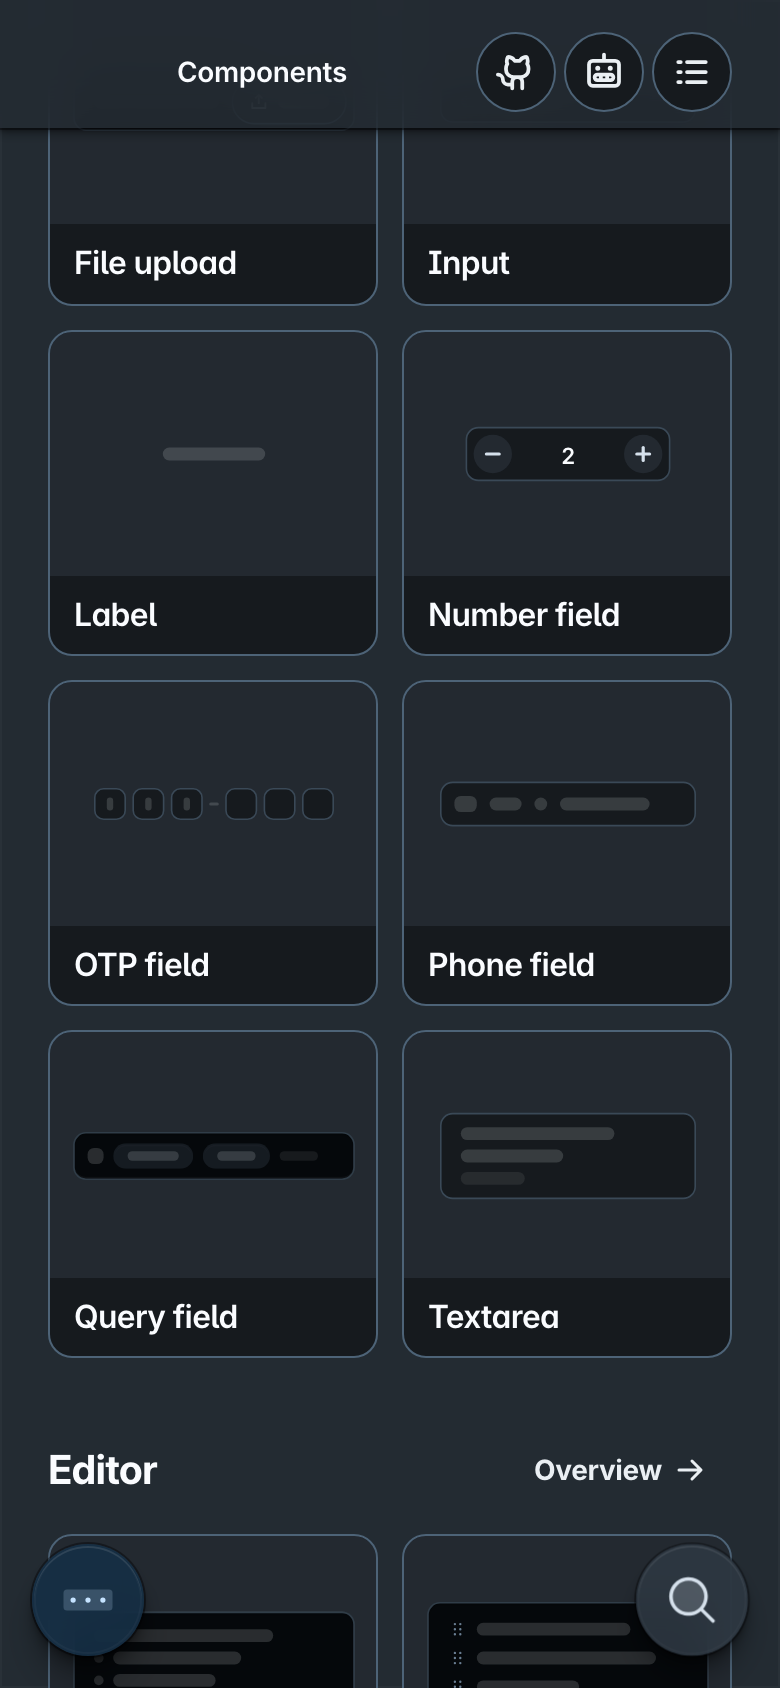 Components
File upload
Input
2
Label
Number field
OTP field
Phone field
Query field
Textarea
Editor
Overview